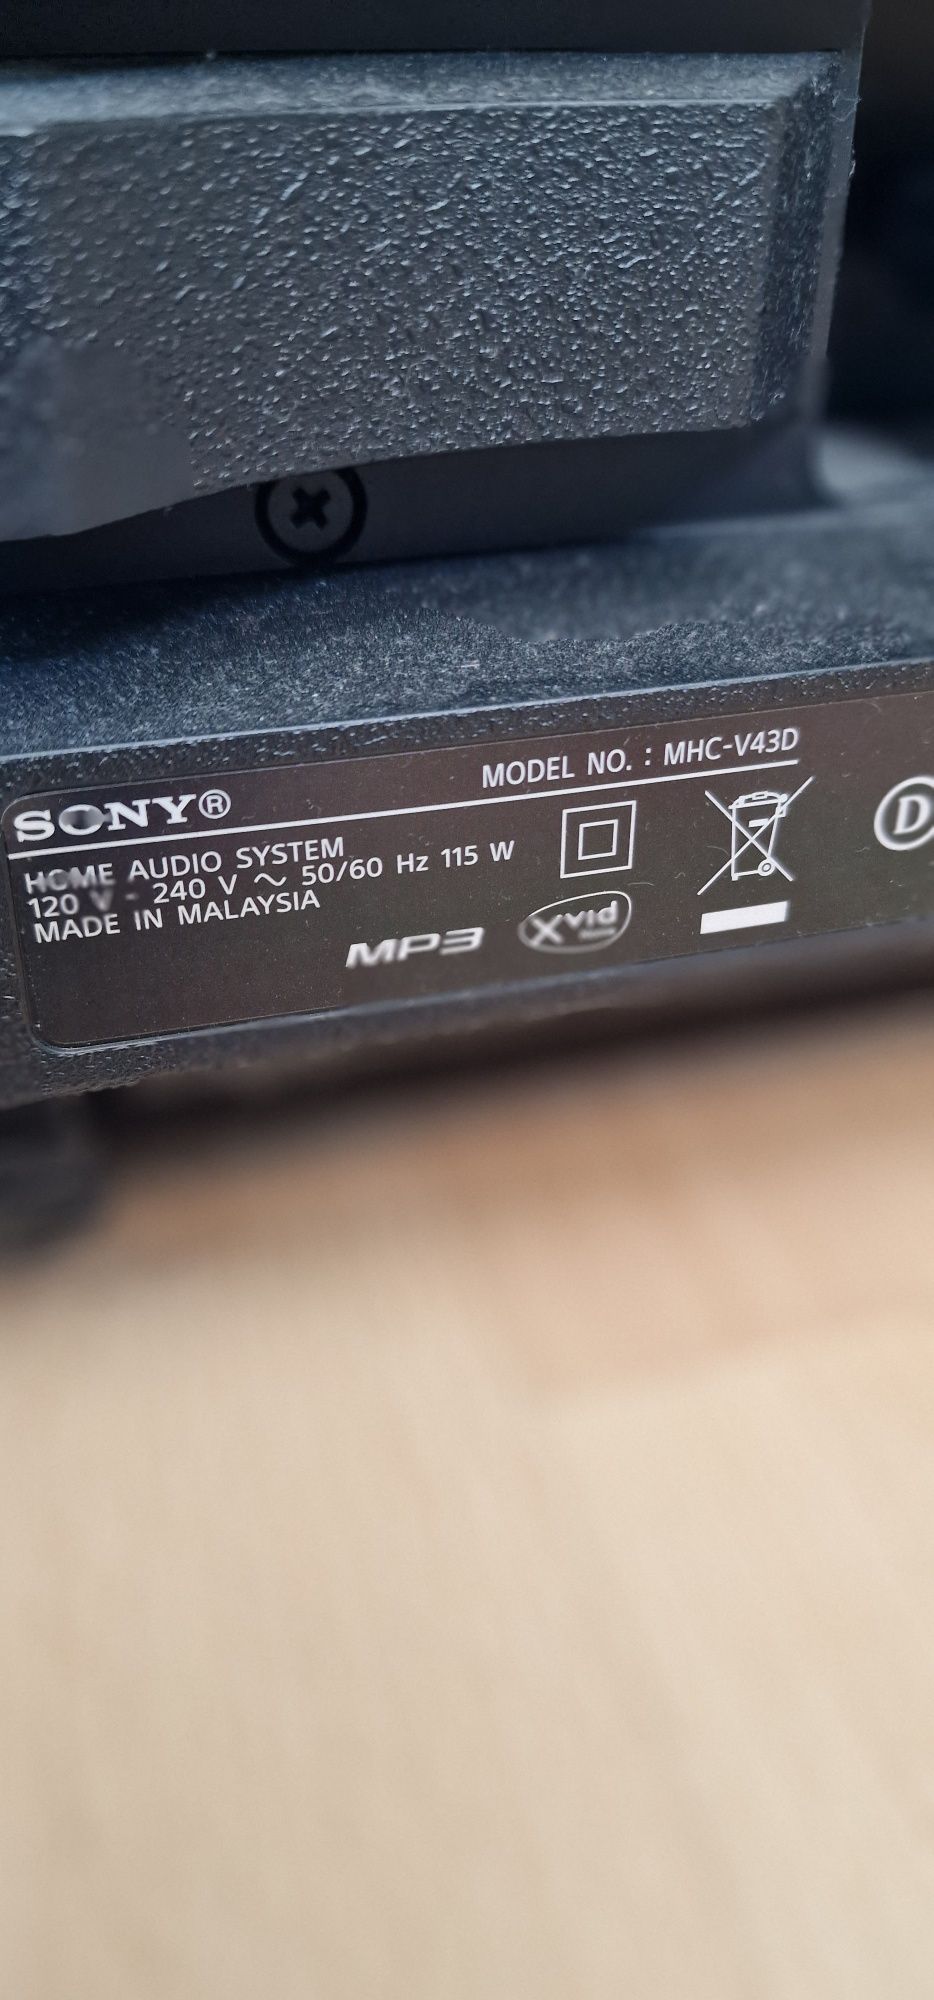 SONY®
MODEL NO. : MHC-V43D
HOME AUDIO SYSTEM
120 V - 240 V ~ 50/60 Hz 115 W
MADE IN MALAYSIA
MP3
XviD
D